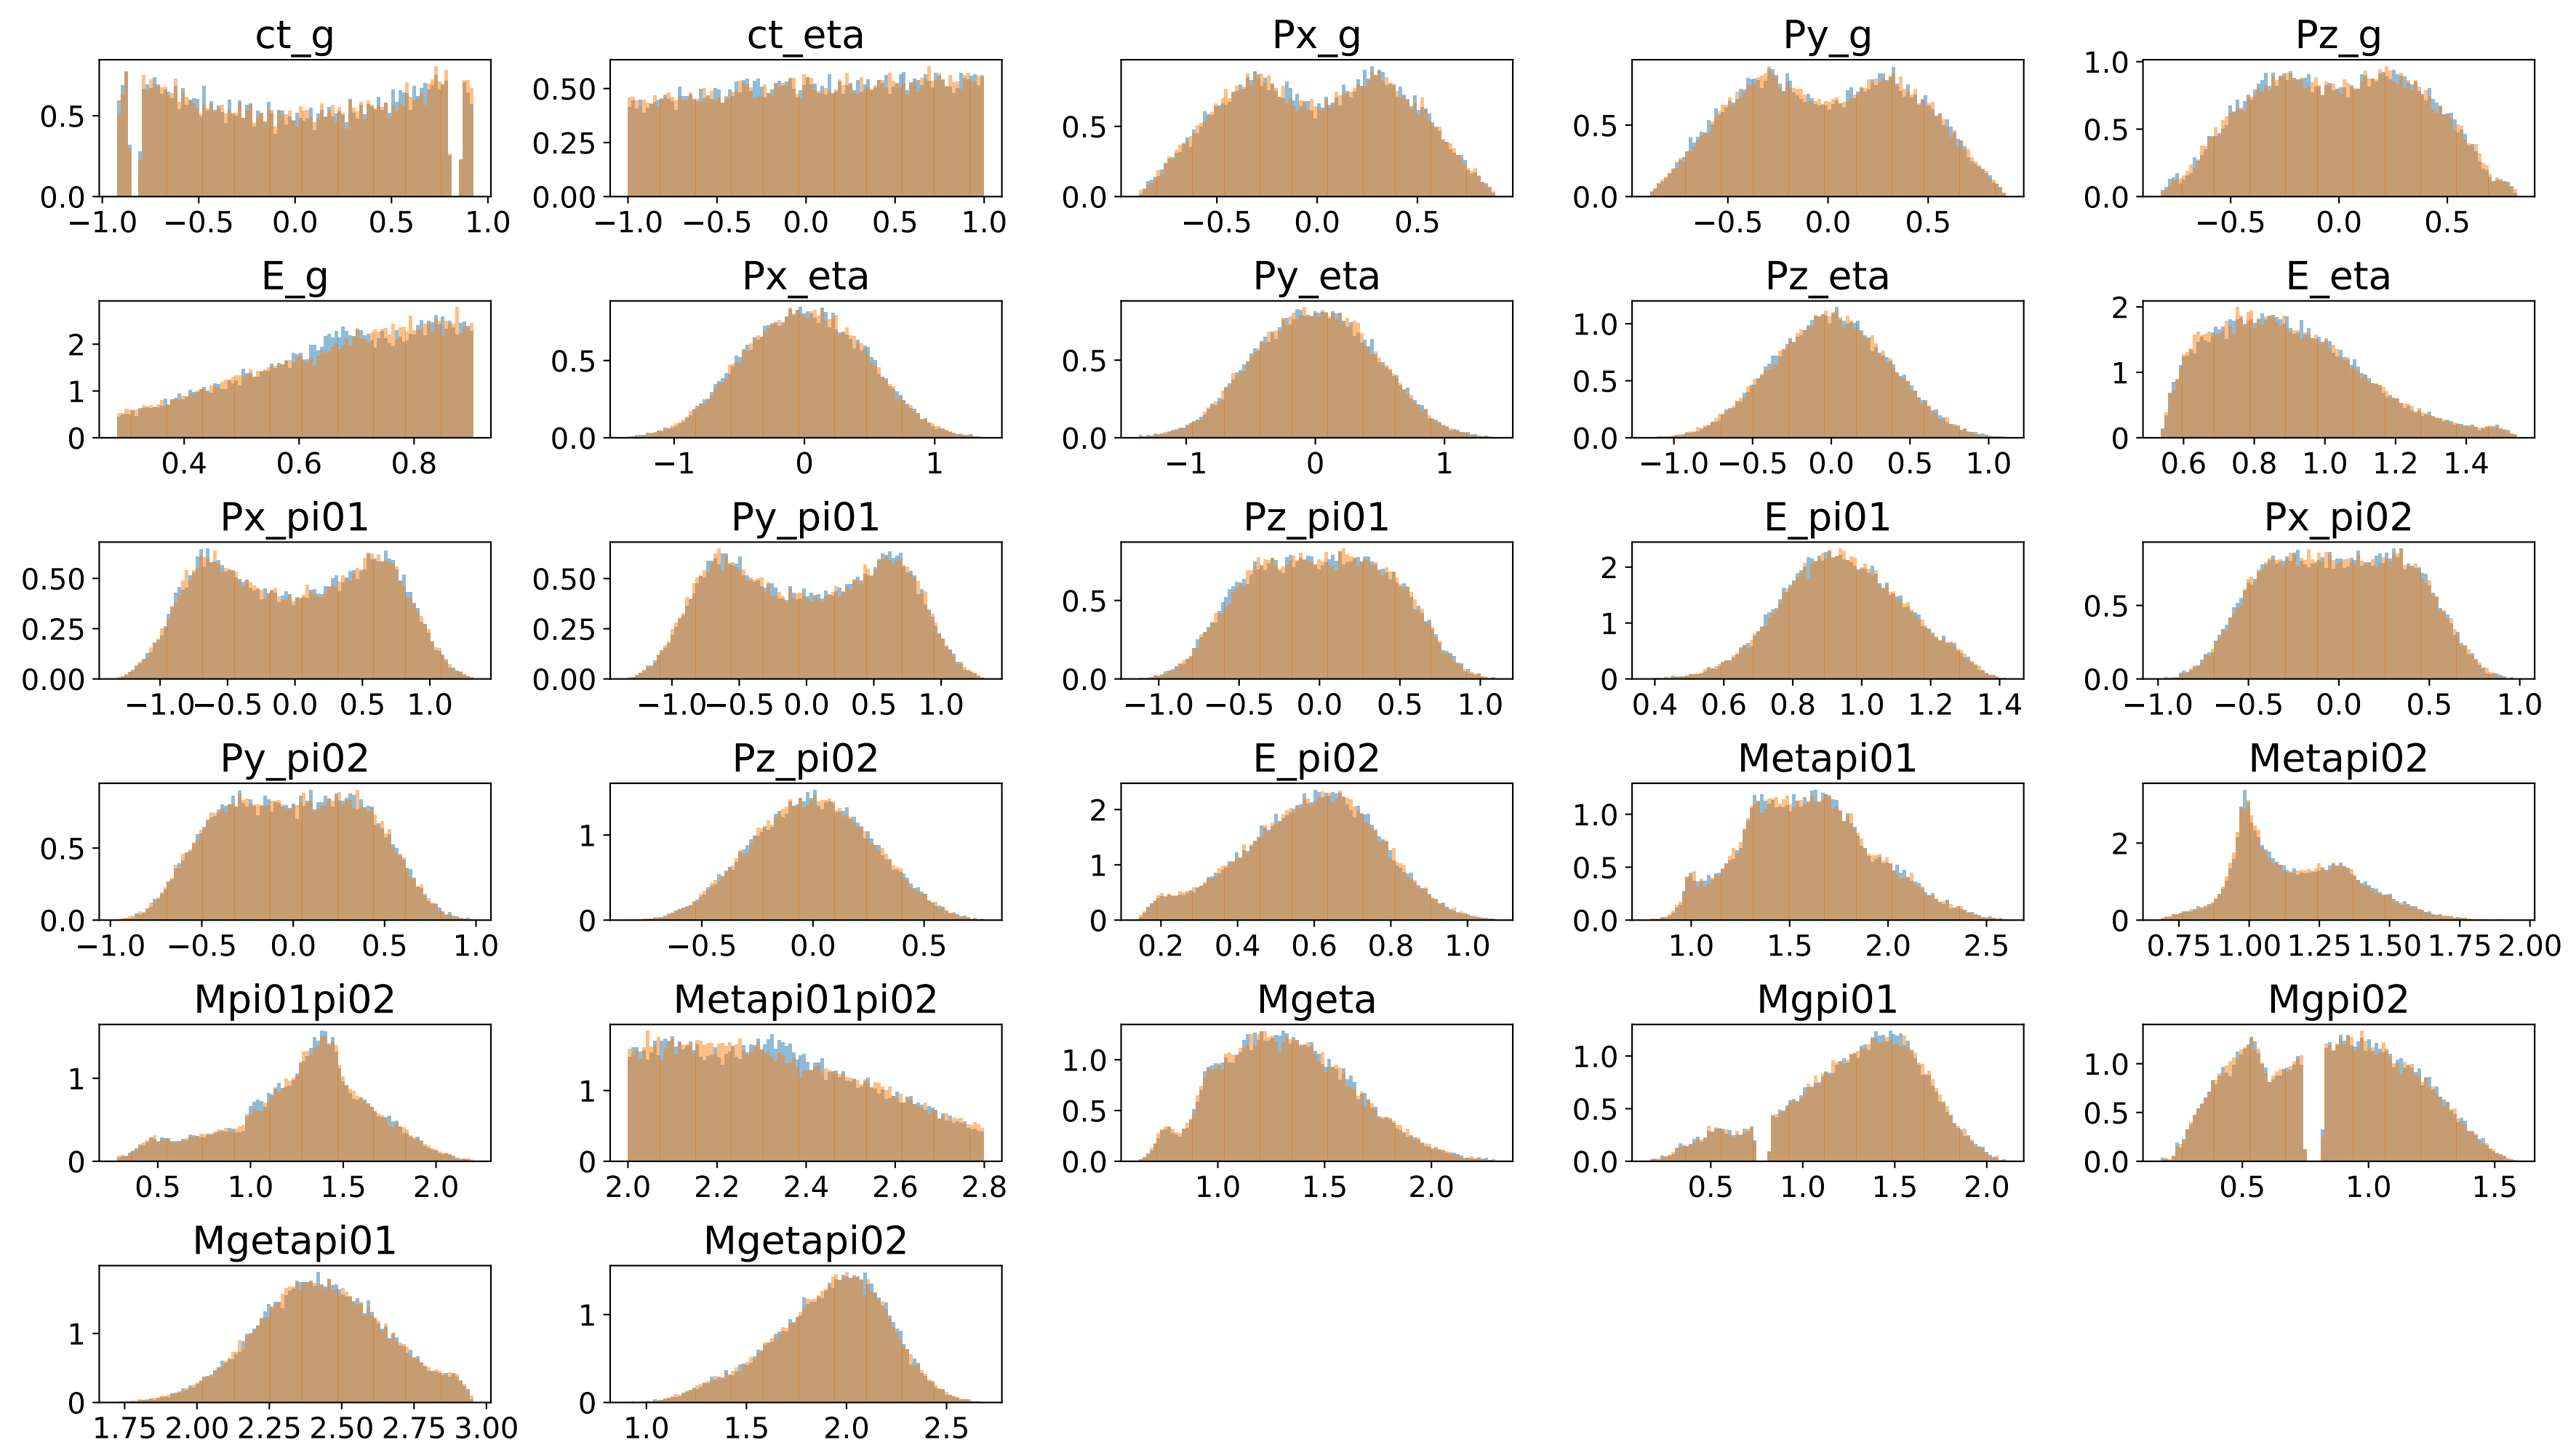 ct_g ct_eta Px_g Py_g Pz_g
0.5 0.50 0.5 0.5 1.0
0.0 0.25 0.0 0.0 0.5
0.00 0.0
−1.0 −0.5 0.0 0.5 1.0 −1.0 −0.5 0.0 0.5 1.0 −0.5 0.0 0.5 −0.5 0.0 0.5 −0.5 0.0 0.5
E_g Px_eta Py_eta Pz_eta E_eta
2 0.5 0.5 1.0 2
1 0.0 0.0 0.5 1
0 0.0 0
0.4 0.6 0.8 −1 0 1 −1 0 1 −1.0 −0.5 0.0 0.5 1.0 0.6 0.8 1.0 1.2 1.4
Px_pi01 Py_pi01 Pz_pi01 E_pi01 Px_pi02
0.50 0.50 0.5 2 0.5
0.25 0.25 0.0 1 0.0
0.00 0.00 0
−1.0 −0.5 0.0 0.5 1.0 −1.0 −0.5 0.0 0.5 1.0 −1.0 −0.5 0.0 0.5 1.0 0.4 0.6 0.8 1.0 1.2 1.4 −1.0 −0.5 0.0 0.5 1.0
Py_pi02 Pz_pi02 E_pi02 Metapi01 Metapi02
0.5 1 2 1.0 2
0.0 0 1 0.5 0
0 0.0
−1.0 −0.5 0.0 0.5 1.0 −0.5 0.0 0.5 0.2 0.4 0.6 0.8 1.0 1.0 1.5 2.0 2.5 0.75 1.00 1.25 1.50 1.75 2.00
Mpi01pi02 Metapi01pi02 Mgeta Mgpi01 Mgpi02
1 1 1.0 1.0 1.0
0 0 0.5 0.5 0.5
0.0 0.0 0.0
0.5 1.0 1.5 2.0 2.0 2.2 2.4 2.6 2.8 1.0 1.5 2.0 0.5 1.0 1.5 2.0 0.5 1.0 1.5
Mgetapi01 Mgetapi02
1 1
0 0
1.75 2.00 2.25 2.50 2.75 3.00 1.0 1.5 2.0 2.5